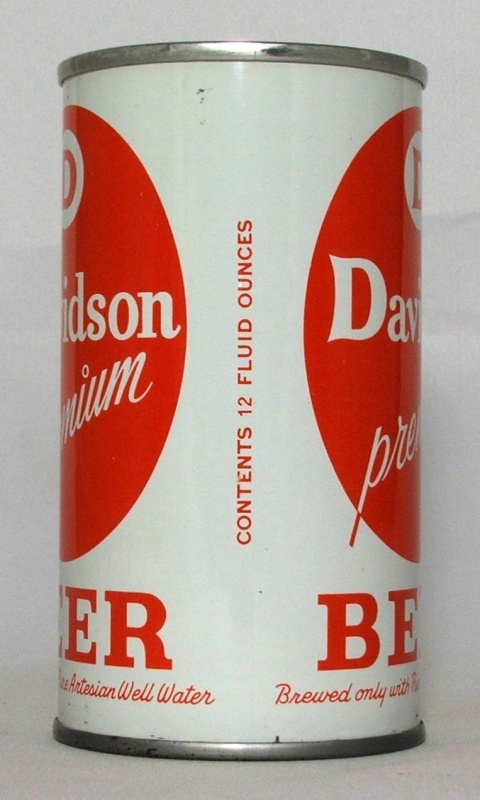 D
idson
mium
ER
Artesian Well Water
CONTENTS 12 FLUID OUNCES
Davi
pre
BE
Brewed only with